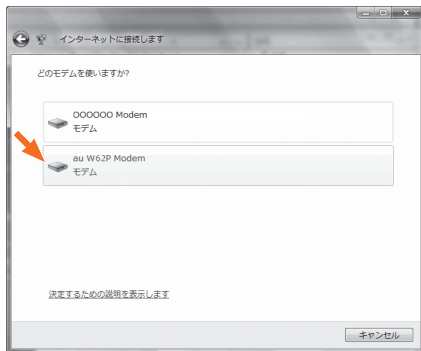 インターネットに接続します
どのモデムを使いますか?
OOOOOO Modem
モデム
au W62P Modem
モデム
決定するための説明を表示します
キャンセル